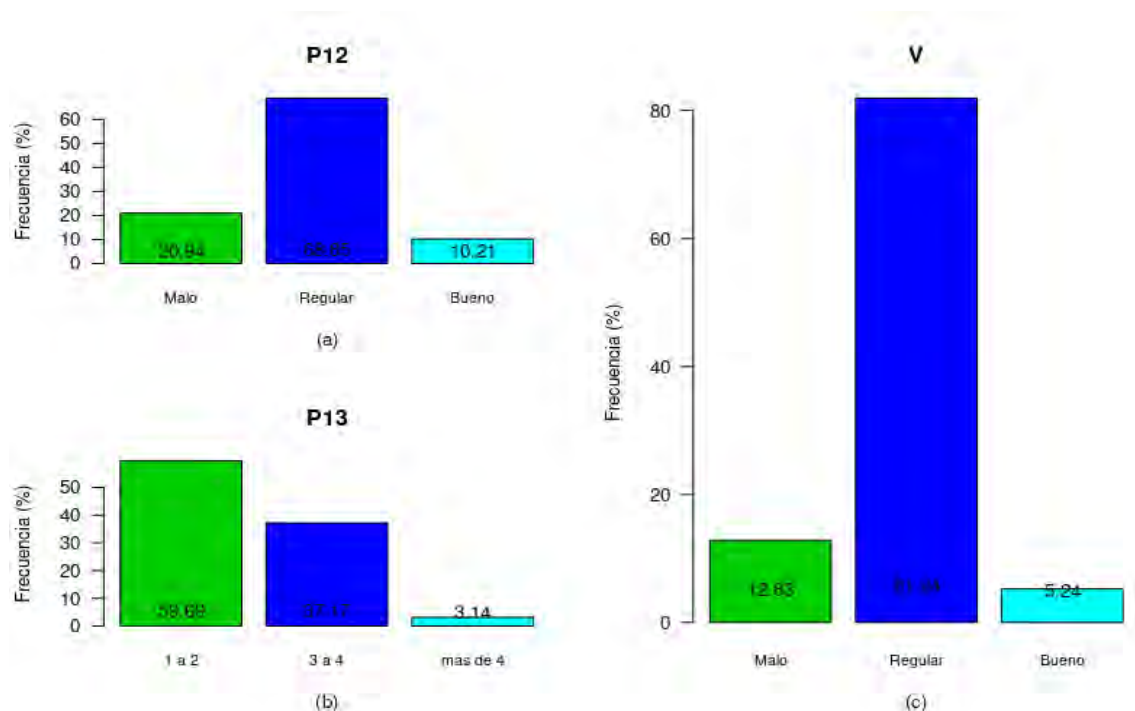 P12
Frecuencia (%)
60
50
40
30
20
10
0
20.94
68.85
10.21
Malo
Regular
Bueno
(a)
P13
Frecuencia (%)
50
40
30
20
10
0
59.69
37.17
3.14
1 a 2
3 a 4
mas de 4
(b)
V
Frecuencia (%)
80
60
40
20
0
12.83
81.94
5.24
Malo
Regular
Bueno
(c)